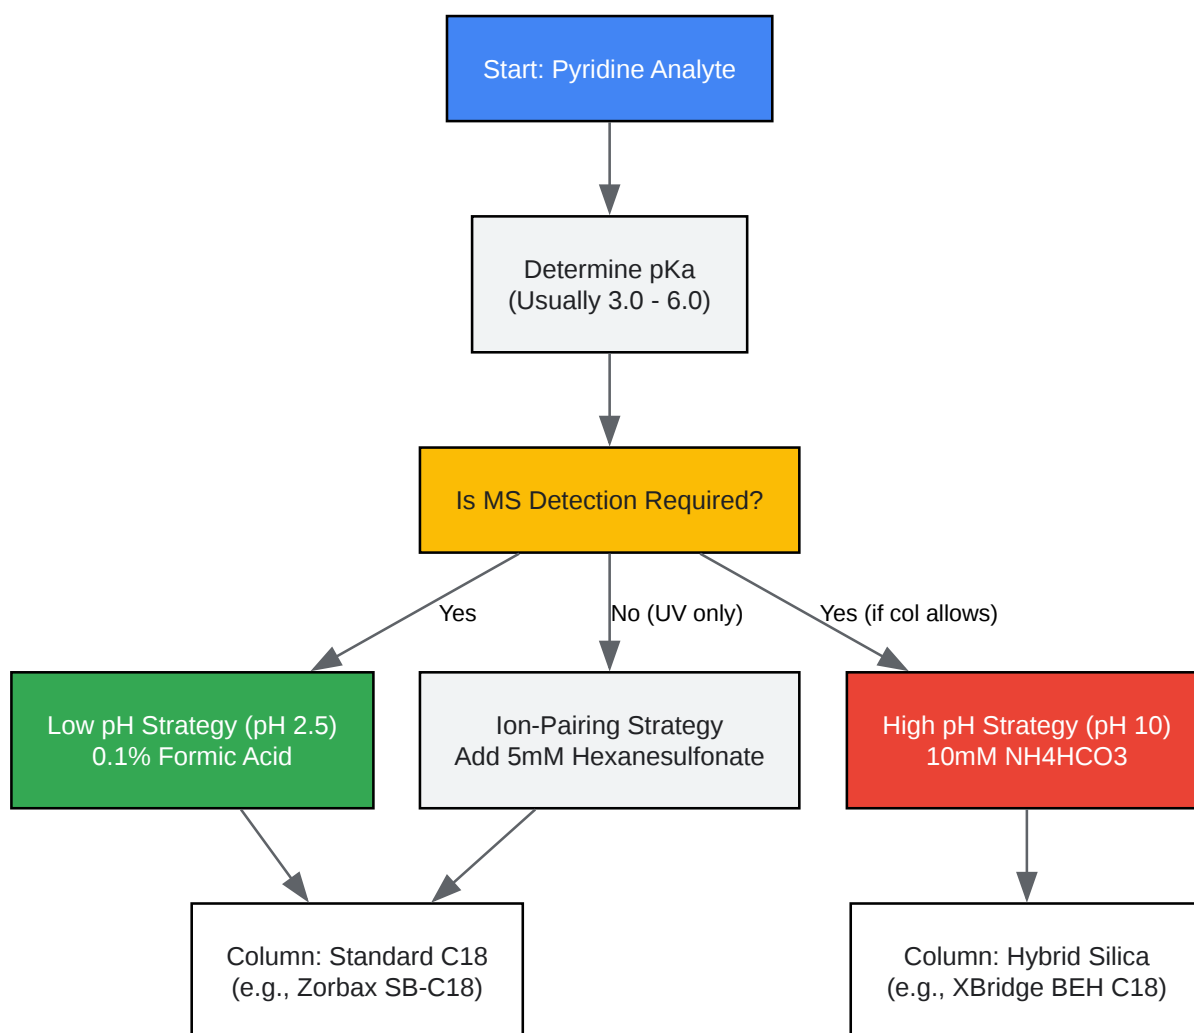 Start: Pyridine Analyte
Determine pKa
(Usually 3.0 - 6.0)
Is MS Detection Required?
Yes
No (UV only)
Yes (if col allows)
Low pH Strategy (pH 2.5)
0.1% Formic Acid
Ion-Pairing Strategy
Add 5mM Hexanesulfonate
High pH Strategy (pH 10)
10mM NH4HCO3
Column: Standard C18
(e.g., Zorbax SB-C18)
Column: Hybrid Silica
(e.g., XBridge BEH C18)